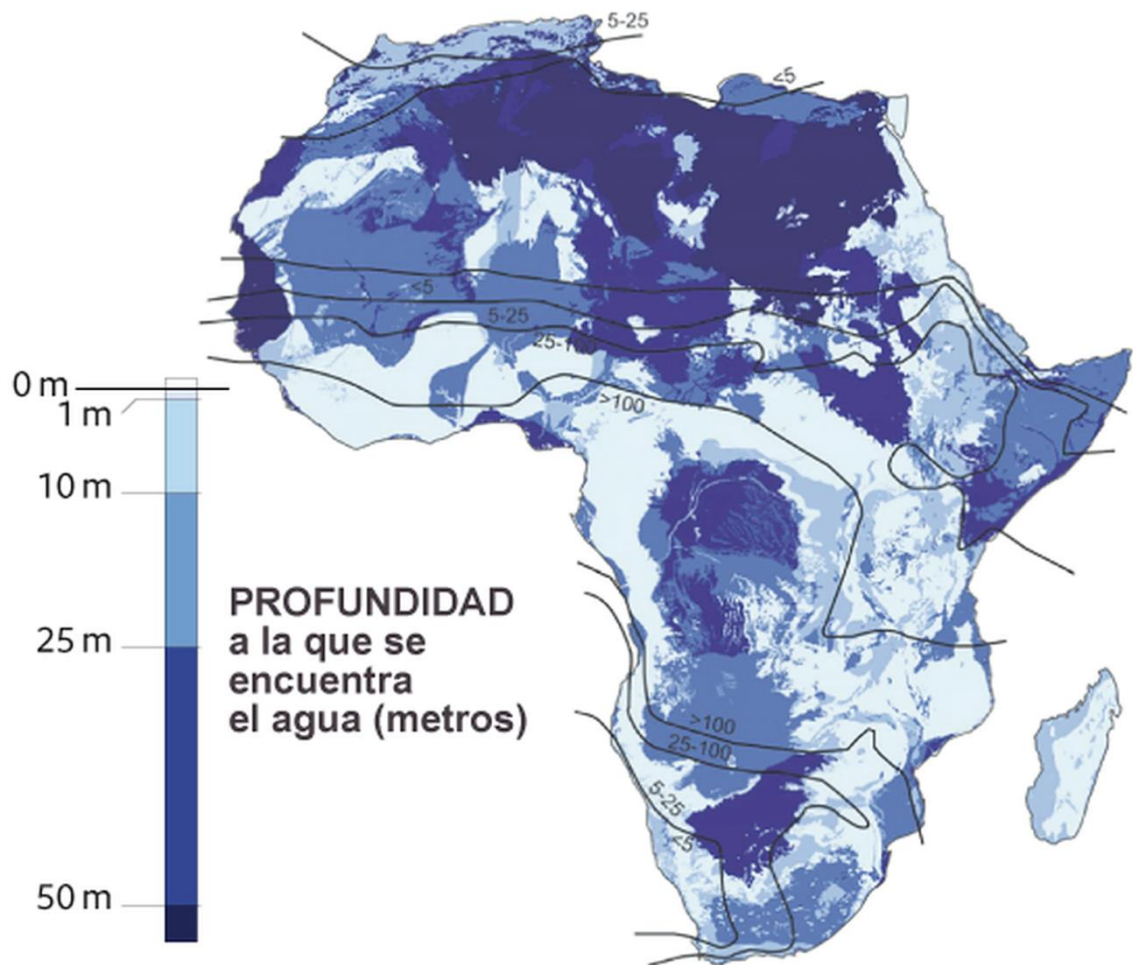 5-25
<5
<5
5-25
25-100
>100
0 m
1 m
10 m
25 m
50 m
PROFUNDIDAD
a la que se
encuentra
el agua (metros)
>100
25-100
5-25
<5